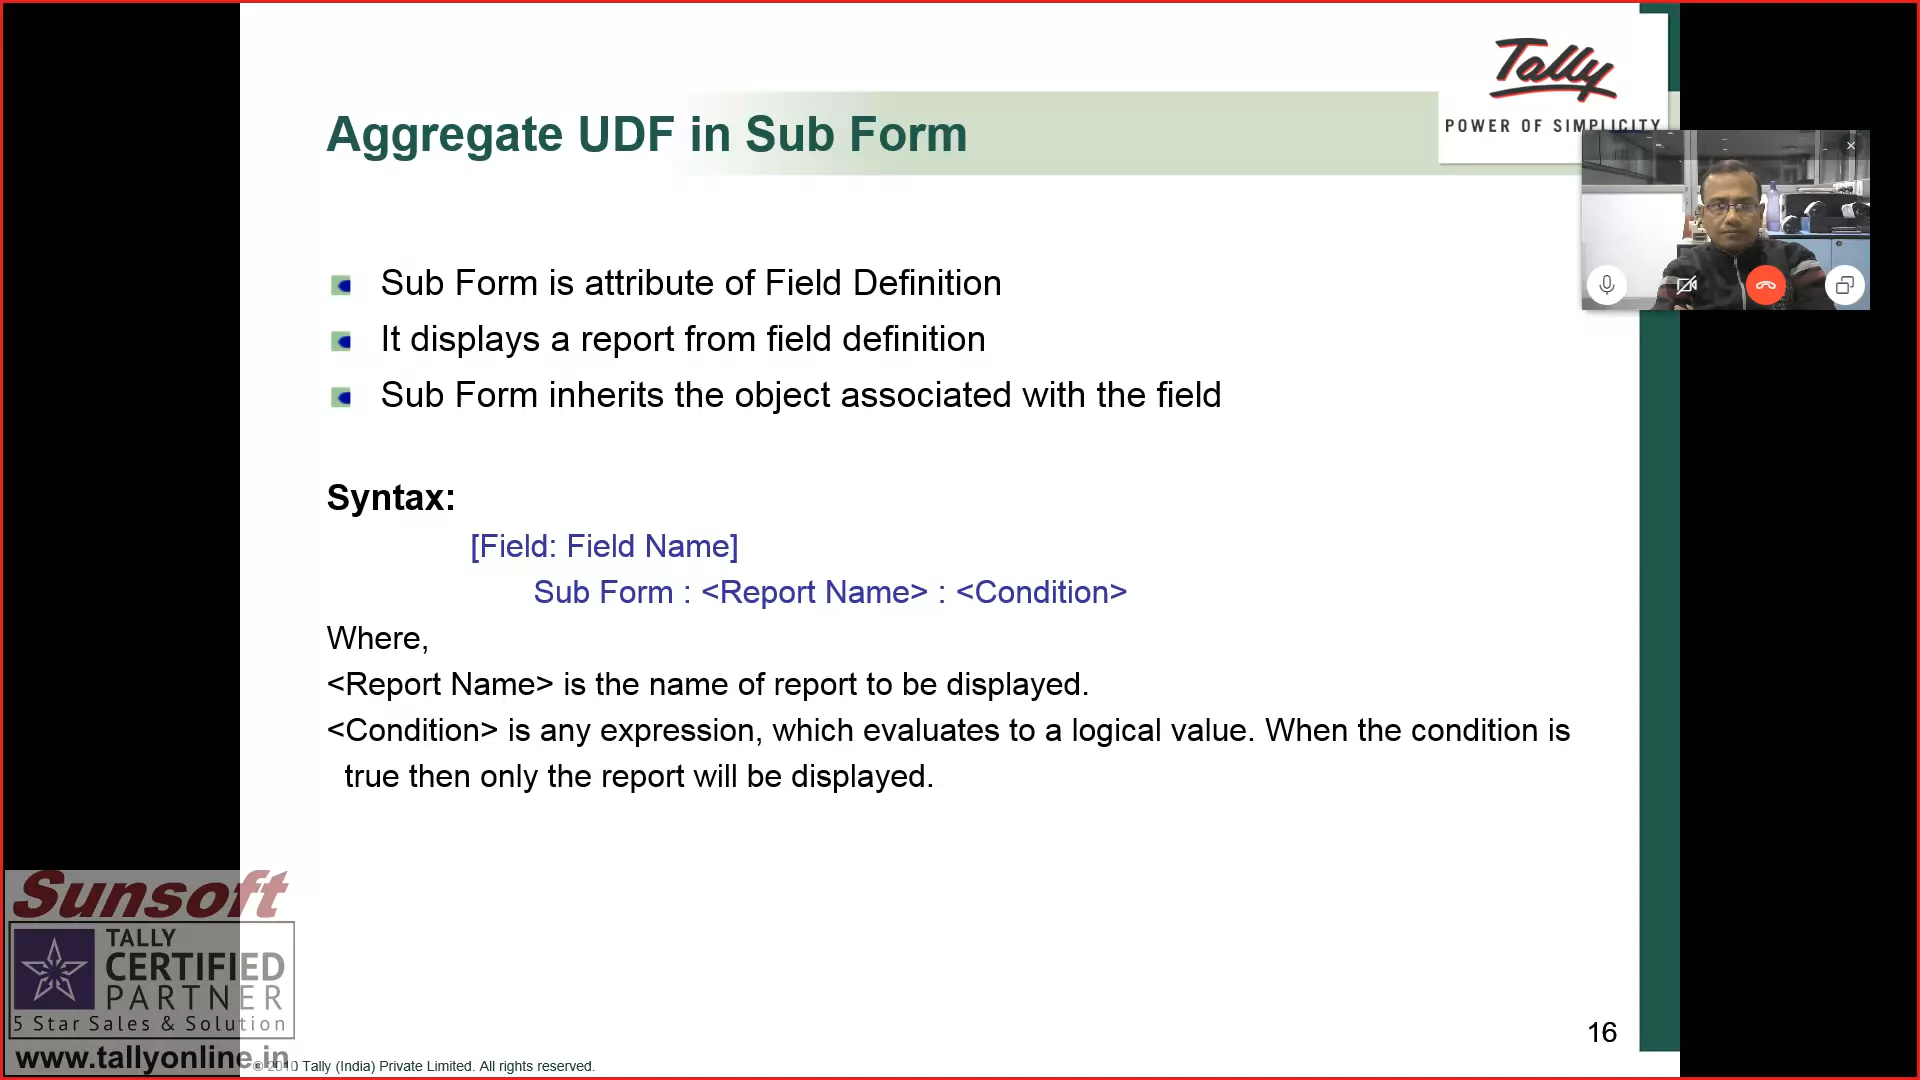 Tally
POWER OF SIMPLICITY
Aggregate UDF in Sub Form
Sub Form is attribute of Field Definition
It displays a report from field definition
Sub Form inherits the object associated with the field
Syntax:
[Field: Field Name]
Sub Form : <Report Name> : <Condition>
Where,
<Report Name> is the name of report to be displayed.
<Condition> is any expression, which evaluates to a logical value. When the condition is
true then only the report will be displayed.
Sunsoft
TALLY
CERTIFIED
PARTNER
5 Star Sales & Solution
www.tallyonline.in
© 2010 Tally (India) Private Limited. All rights reserved.
16